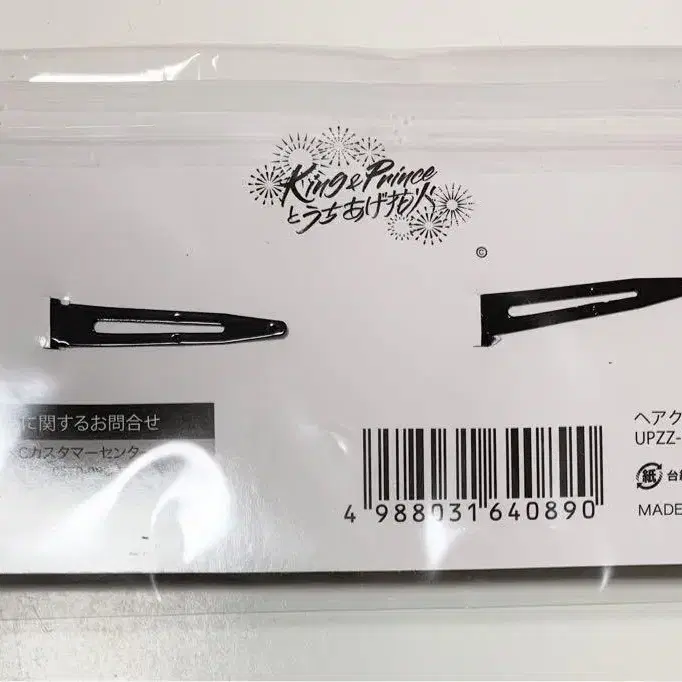 King & Prince
とうちあげ花火
©
に関するお問合せ
Cカスタマーセンター
4 988031 640890
ヘアク
UPZZ-
紙 台
MADE